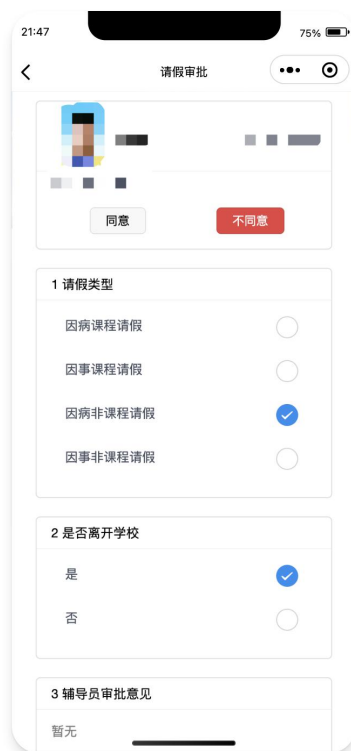 21:47
75%
请假审批
同意
不同意
1 请假类型
因病课程请假
因事课程请假
因病非课程请假
因事非课程请假
2 是否离开学校
是
否
3 辅导员审批意见
暂无